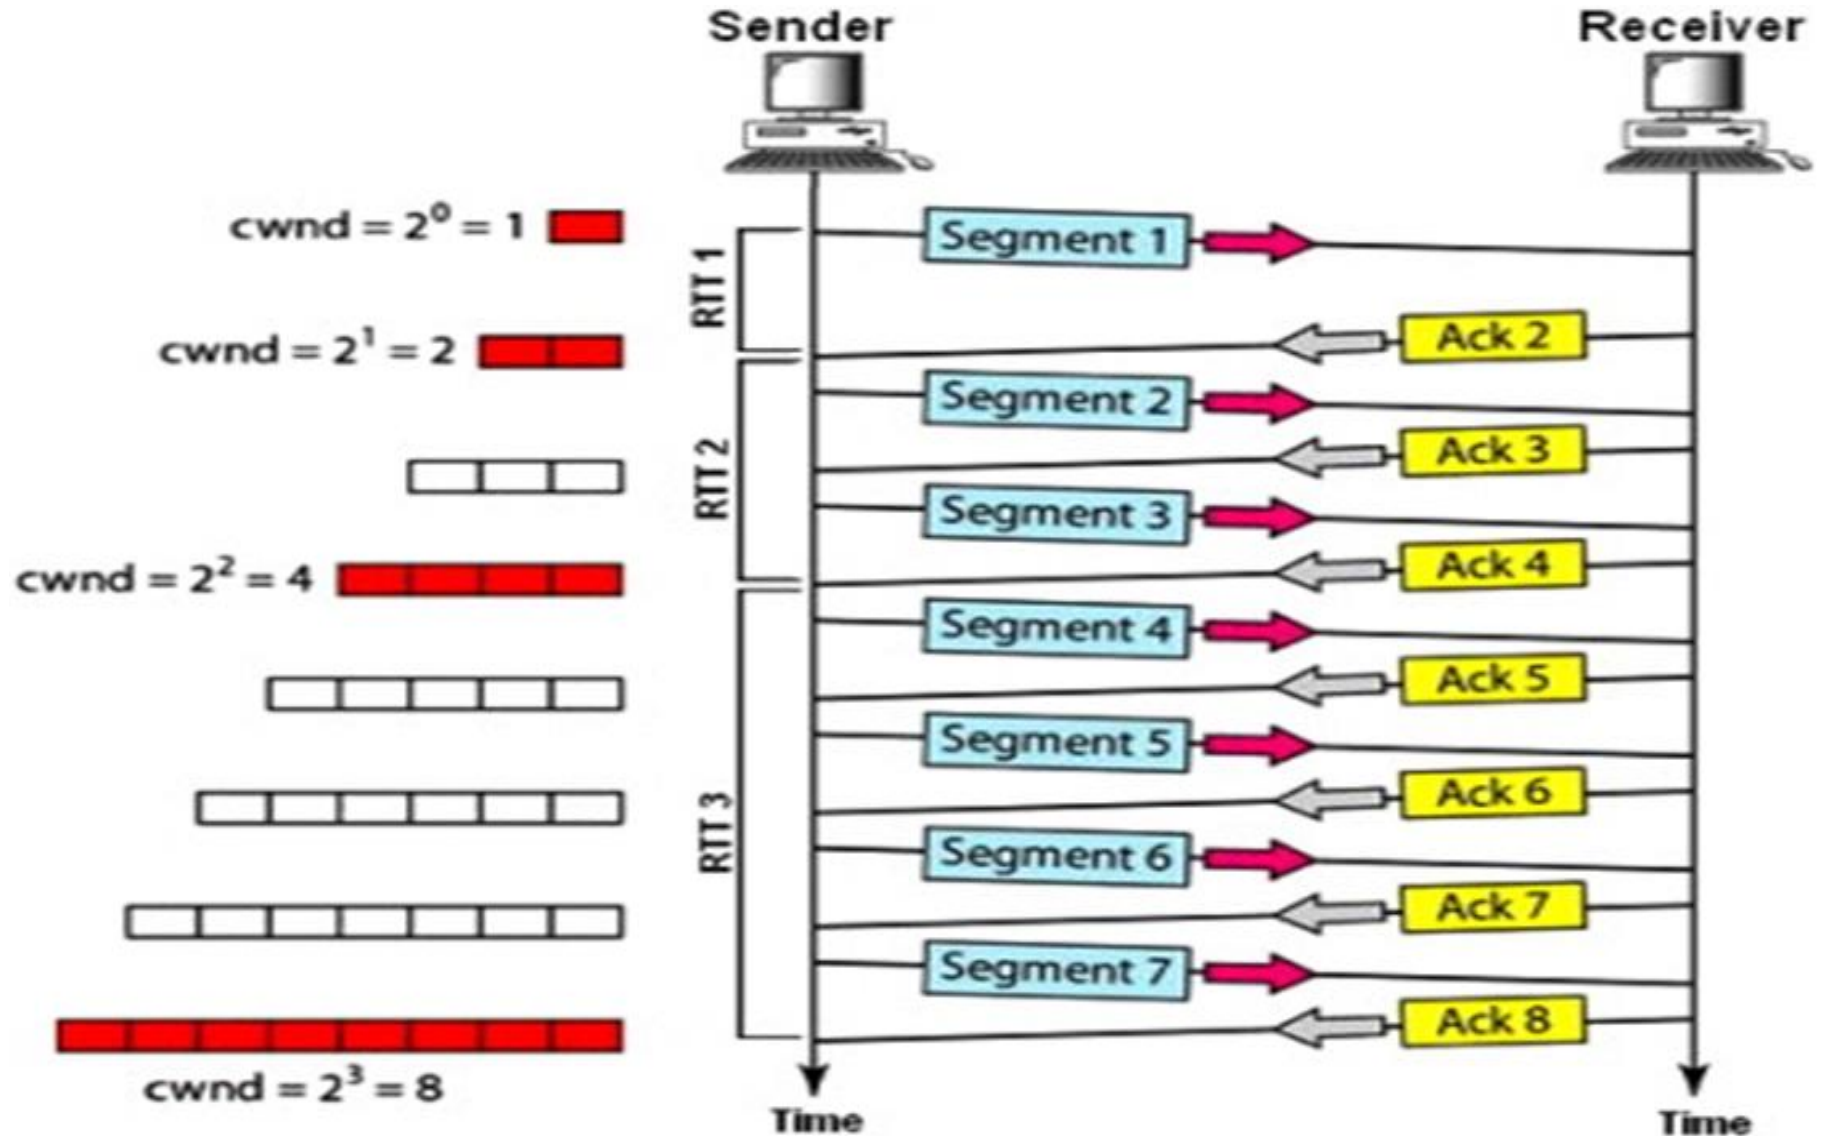 Sender
Receiver
cwnd = 2⁰ = 1
Segment 1
RTT 1
Ack 2
cwnd = 2¹ = 2
Segment 2
Ack 3
RTT 2
Segment 3
Ack 4
cwnd = 2² = 4
Segment 4
Ack 5
Segment 5
Ack 6
RTT 3
Segment 6
Ack 7
Segment 7
Ack 8
cwnd = 2³ = 8
Time
Time